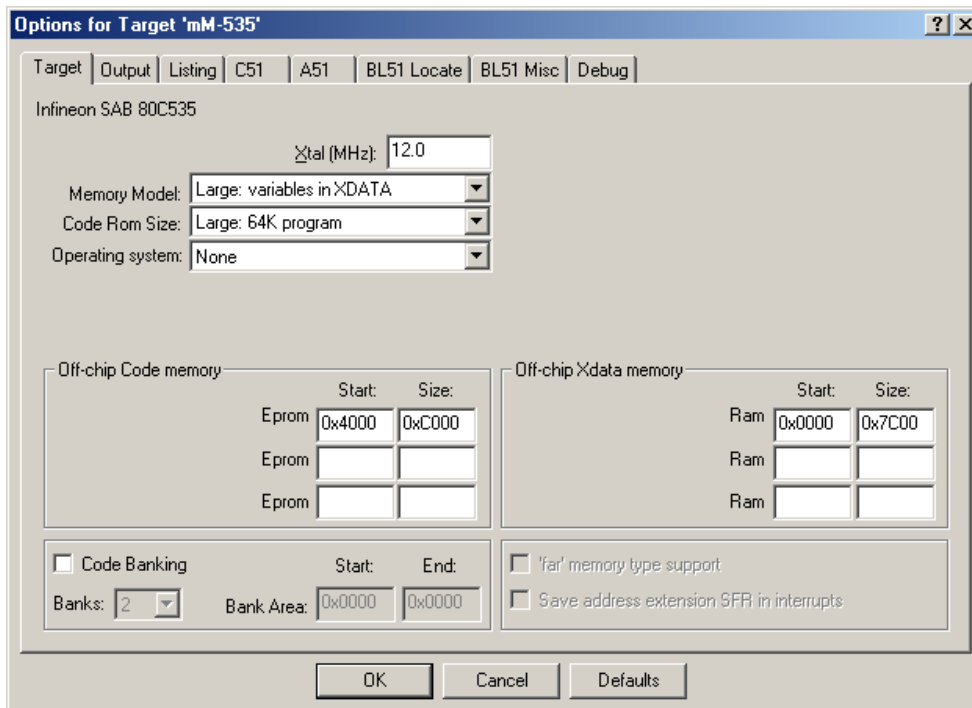 Options for Target 'mM-535'
Target Output Listing C51 A51 BL51 Locate BL51 Misc Debug
Infineon SAB 80C535
Xtal (MHz): 12.0
Memory Model: Large: variables in XDATA
Code Rom Size: Large: 64K program
Operating system: None
Off-chip Code memory
Start: Size:
Eprom 0x4000 0xC000
Eprom
Eprom
Off-chip Xdata memory
Start: Size:
Ram 0x0000 0x7C00
Ram
Ram
Code Banking Start: End:
Banks: 2 Bank Area: 0x0000 0x0000
'far' memory type support
Save address extension SFR in interrupts
OK Cancel Defaults